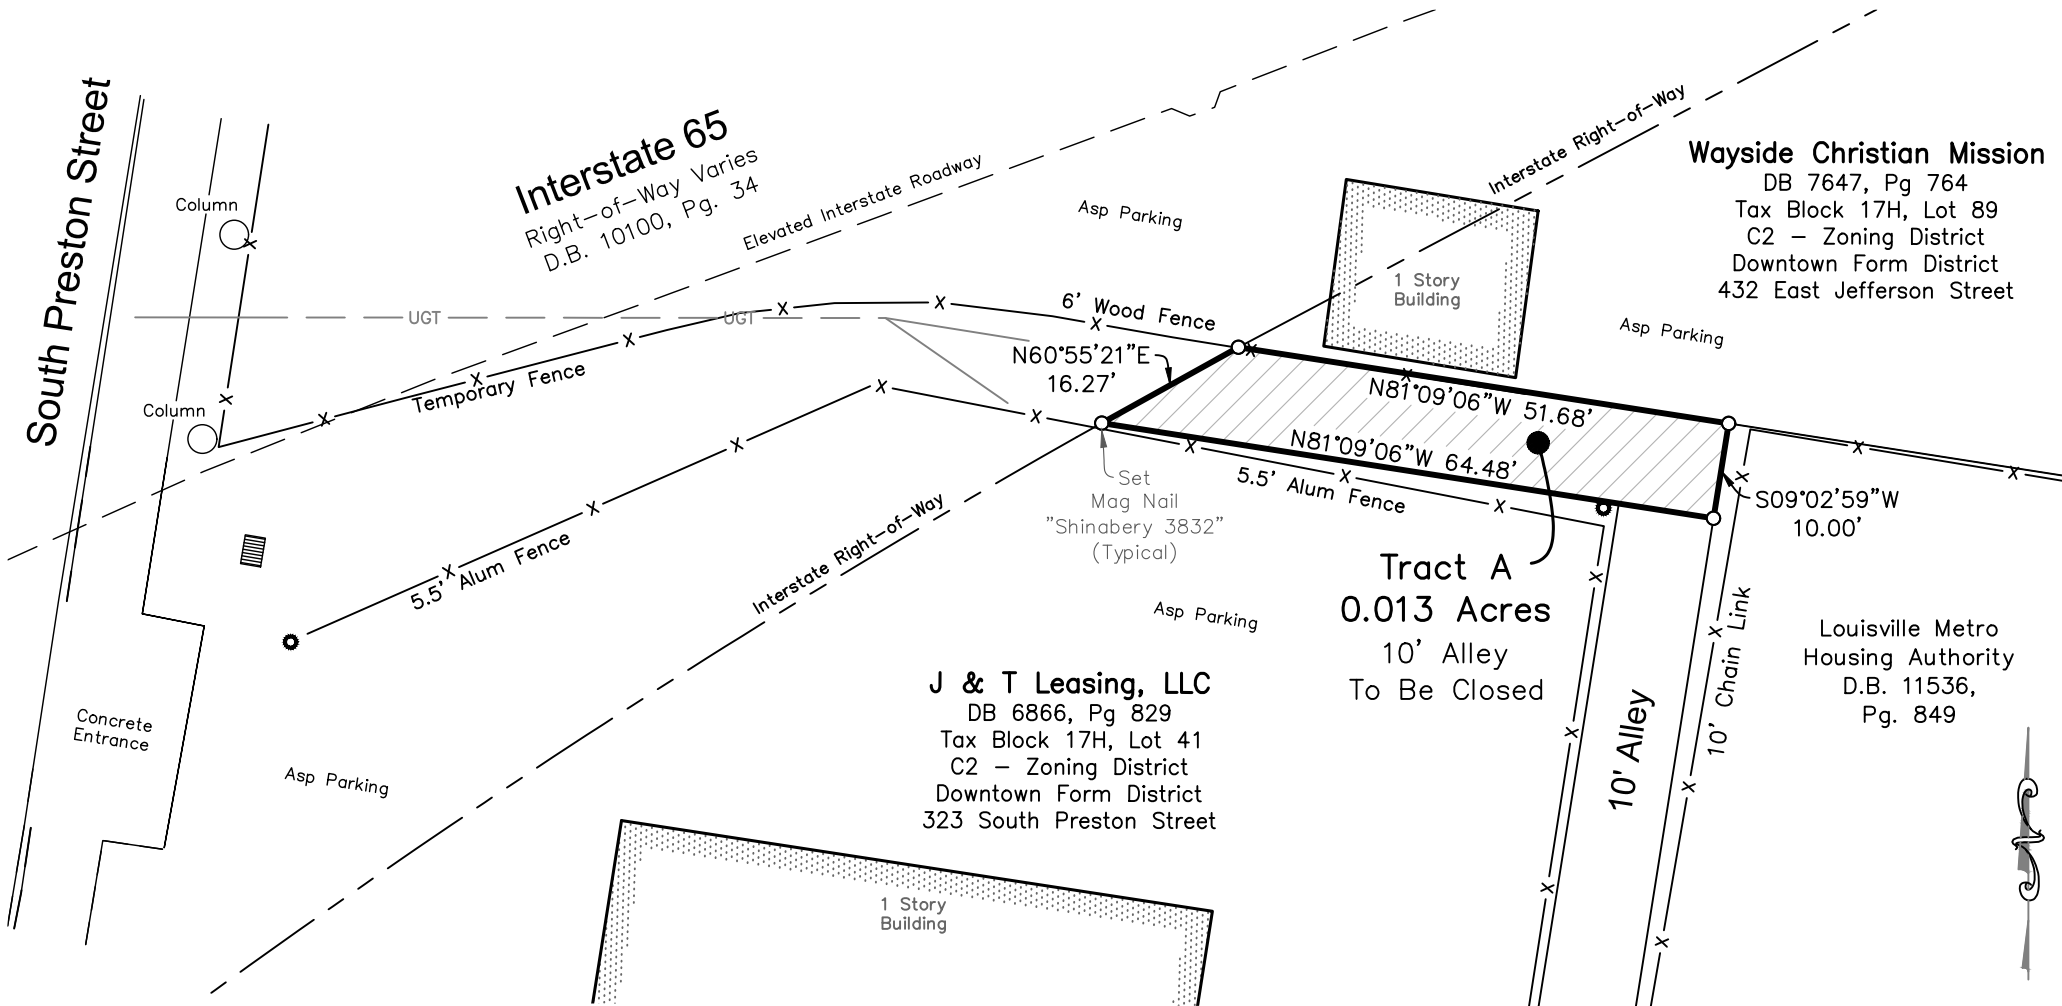 South Preston Street
Column
Column
Interstate 65
Right-of-Way Varies
D.B. 10100, Pg. 34
Elevated Interstate Roadway
Asp Parking
Interstate Right-of-Way
Wayside Christian Mission
DB 7647, Pg 764
Tax Block 17H, Lot 89
C2 - Zoning District
Downtown Form District
432 East Jefferson Street
1 Story
Building
Asp Parking
UGT
UGT
6' Wood Fence
Temporary Fence
N60°55'21"E
16.27'
N81°09'06"W 51.68'
N81°09'06"W 64.48'
5.5' Alum Fence
S09°02'59"W
10.00'
Set
Mag Nail
"Shinabery 3832"
(Typical)
5.5' Alum Fence
Interstate Right-of-Way
Tract A
0.013 Acres
10' Alley
To Be Closed
Asp Parking
10' Chain Link
10' Alley
Louisville Metro
Housing Authority
D.B. 11536,
Pg. 849
J & T Leasing, LLC
DB 6866, Pg 829
Tax Block 17H, Lot 41
C2 - Zoning District
Downtown Form District
323 South Preston Street
Concrete
Entrance
Asp Parking
1 Story
Building